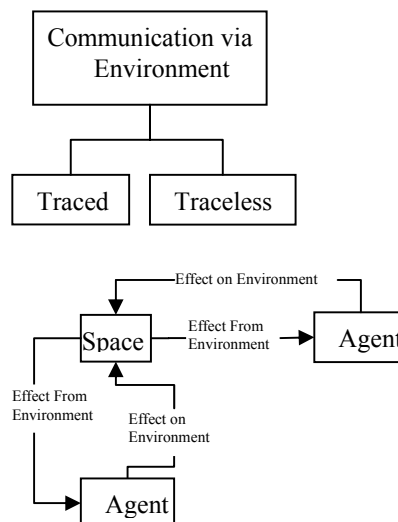 Communication via
Environment
Traced
Traceless
Effect on Environment
Space
Effect From
Environment
Agent
Effect From
Environment
Effect on
Environment
Agent